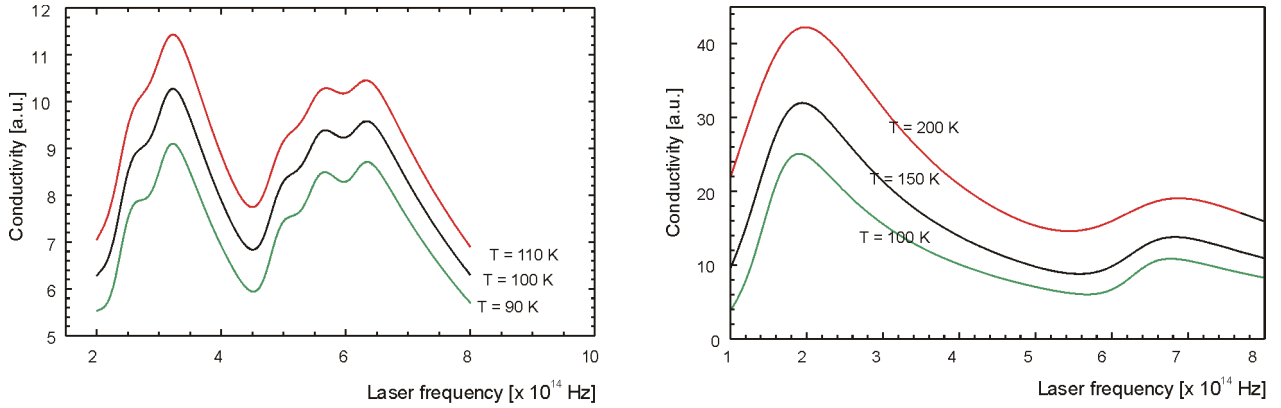 12
11
10
9
8
7
6
5
Conductivity [a.u.]
T = 110 K
T = 100 K
T = 90 K
2
4
6
8
10
Laser frequency [x 10^14 Hz]
40
30
20
10
0
Conductivity [a.u.]
T = 200 K
T = 150 K
T = 100 K
1
2
3
4
5
6
7
8
Laser frequency [x 10^14 Hz]